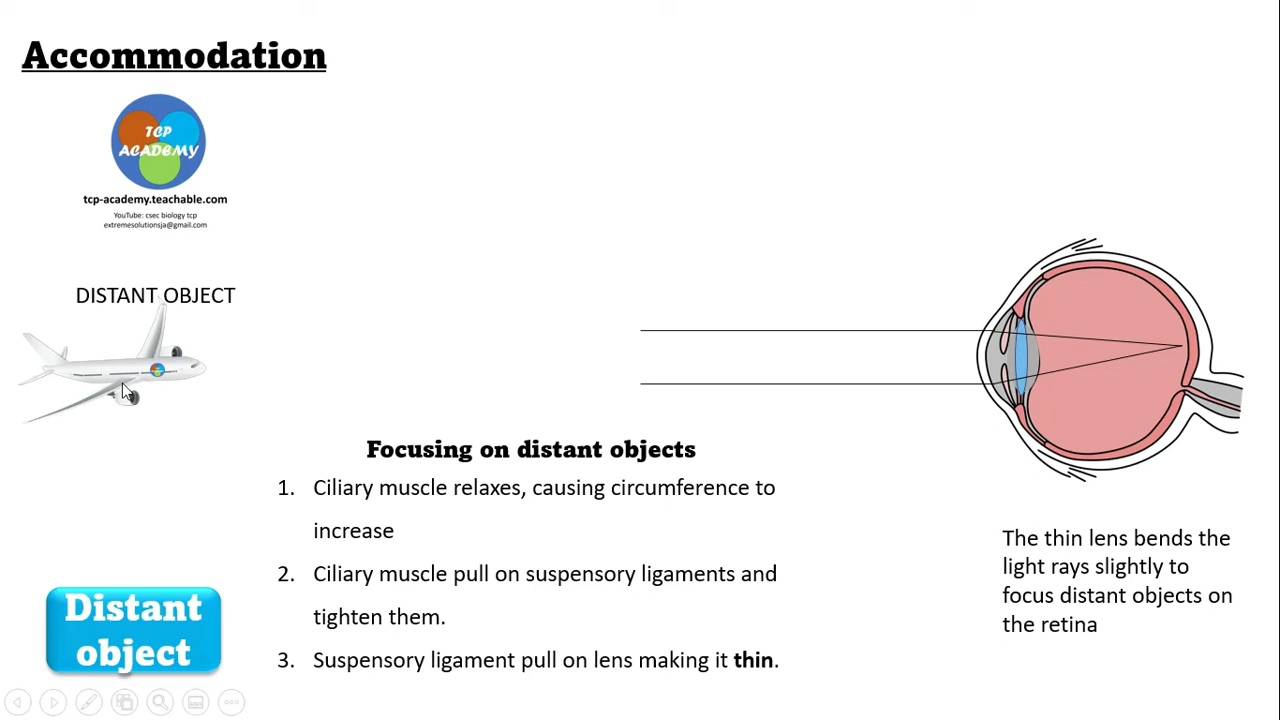 Accommodation
TCP
ACADEMY
tcp-academy.teachable.com
YouTube: csec biology tcp
extremesolutionsja@gmail.com
DISTANT OBJECT
Focusing on distant objects
1. Ciliary muscle relaxes, causing circumference to
increase
2. Ciliary muscle pull on suspensory ligaments and
tighten them.
3. Suspensory ligament pull on lens making it thin.
The thin lens bends the
light rays slightly to
focus distant objects on
the retina
Distant
object